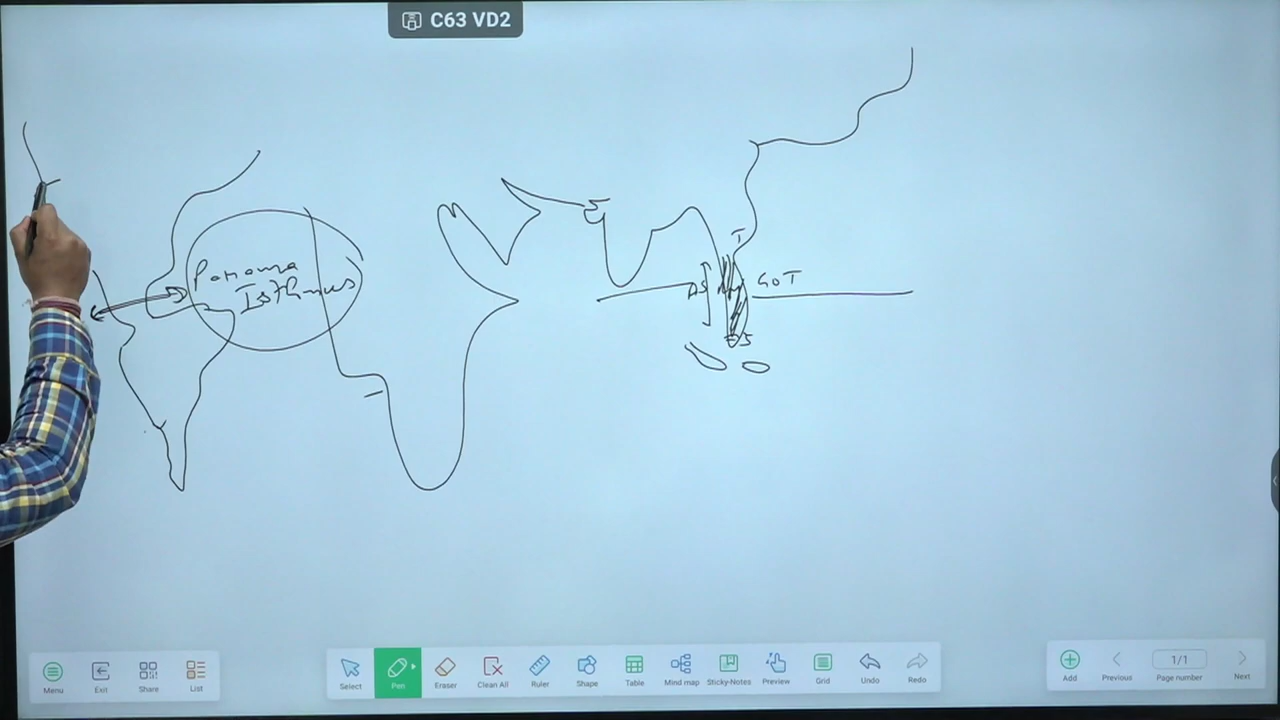 C63 VD2
Panama
Isthmus
T
AS
GOT
Menu
Exit
Share
List
Select
Pen
Eraser
Clean All
Ruler
Shape
Table
Mind map
Sticky-Notes
Preview
Grid
Undo
Redo
Add
Previous
1/1
Page number
Next